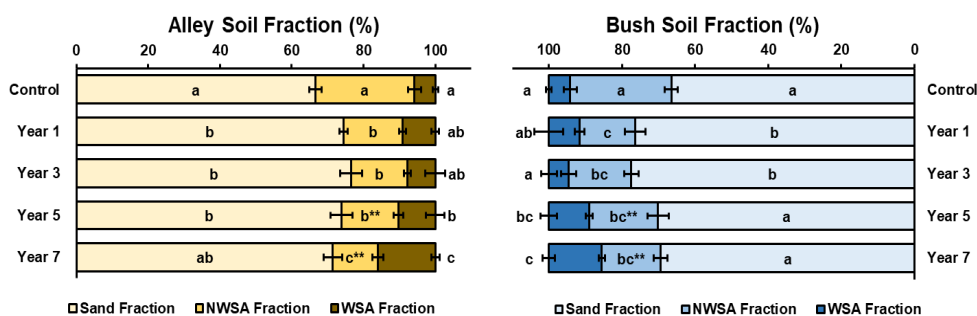 Alley Soil Fraction (%)
0 20 40 60 80 100
Control a a a
Year 1 b b ab
Year 3 b b ab
Year 5 b b** b
Year 7 ab c** c
Sand Fraction NWSA Fraction WSA Fraction
Bush Soil Fraction (%)
100 80 60 40 20 0
a a a Control
ab c b Year 1
a bc b Year 3
bc bc** a Year 5
c bc** a Year 7
Sand Fraction NWSA Fraction WSA Fraction